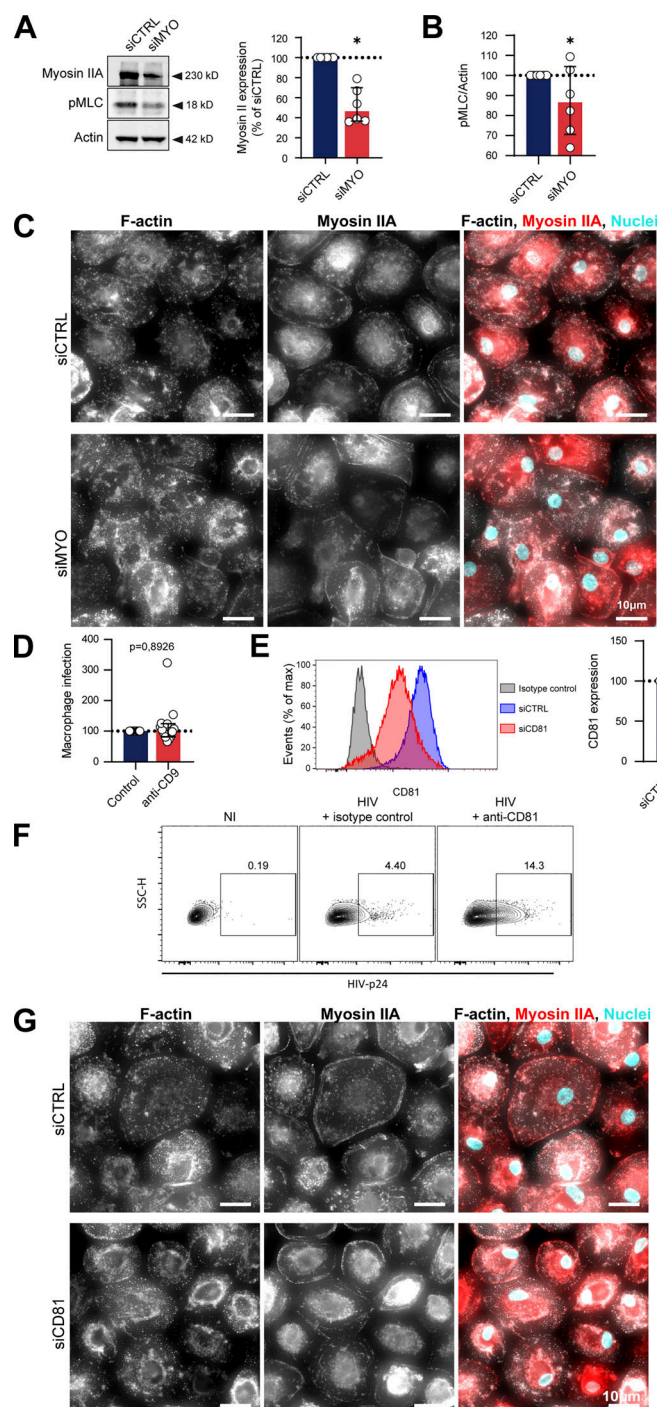 A
siCTRL
siMYO
Myosin IIA
230 kD
pMLC
18 kD
Actin
42 kD
Myosin II expression
(% of siCTRL)
120
100
80
60
40
20
0
siCTRL
siMYO
*
B
pMLC/Actin
120
110
100
90
80
70
60
siCTRL
siMYO
*
C
F-actin
Myosin IIA
F-actin, Myosin IIA, Nuclei
siCTRL
siMYO
10µm
D
Macrophage infection
400
300
200
100
0
p=0,8926
Control
anti-CD9
E
Events (% of max)
100
80
60
40
20
0
CD81
Isotype control
siCTRL
siCD81
CD81 expression
150
100
50
0
F
NI
HIV
+ isotype control
HIV
+ anti-CD81
SSC-H
0.19
4.40
14.3
HIV-p24
G
F-actin
Myosin IIA
F-actin, Myosin IIA, Nuclei
siCTRL
siCD81
10µm